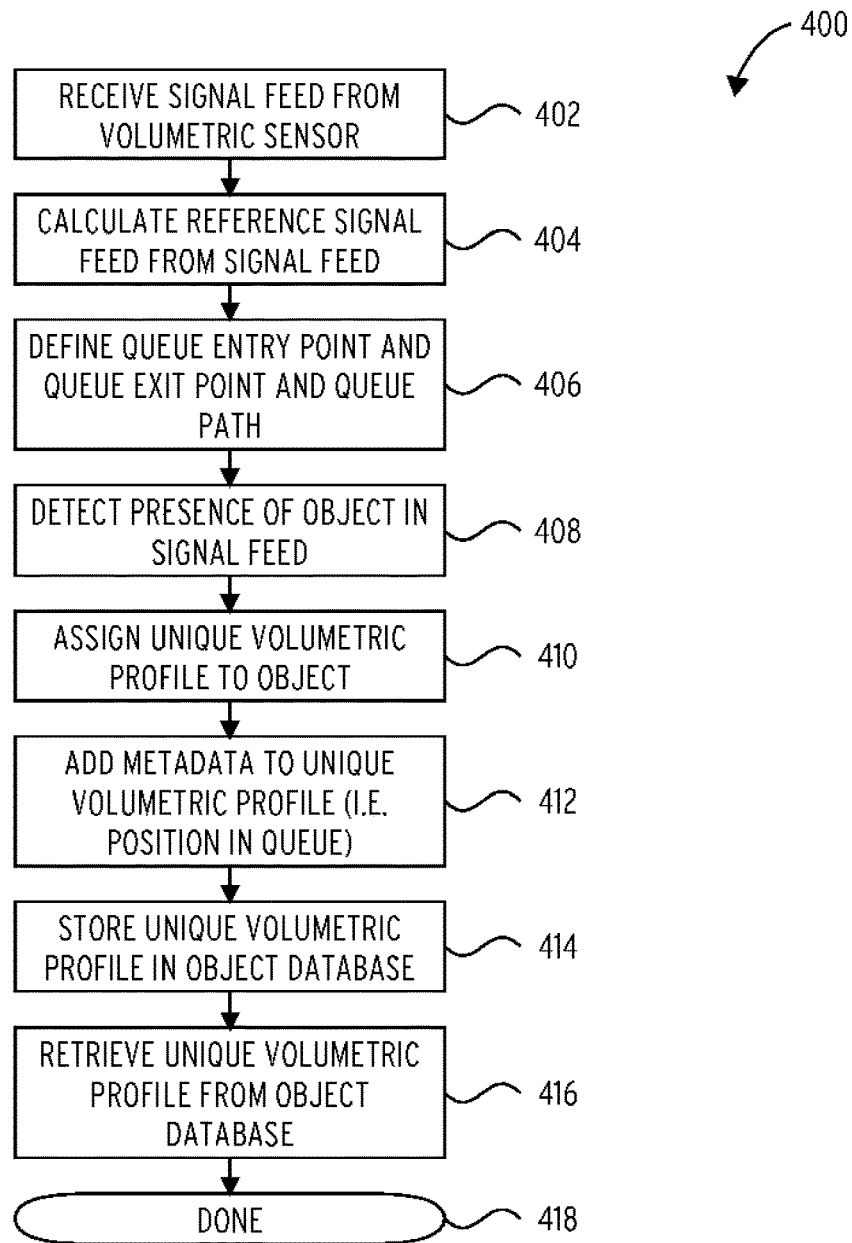 400
RECEIVE SIGNAL FEED FROM
VOLUMETRIC SENSOR
402
CALCULATE REFERENCE SIGNAL
FEED FROM SIGNAL FEED
404
DEFINE QUEUE ENTRY POINT AND
QUEUE EXIT POINT AND QUEUE
PATH
406
DETECT PRESENCE OF OBJECT IN
SIGNAL FEED
408
ASSIGN UNIQUE VOLUMETRIC
PROFILE TO OBJECT
410
ADD METADATA TO UNIQUE
VOLUMETRIC PROFILE (I.E.
POSITION IN QUEUE)
412
STORE UNIQUE VOLUMETRIC
PROFILE IN OBJECT DATABASE
414
RETRIEVE UNIQUE VOLUMETRIC
PROFILE FROM OBJECT
DATABASE
416
DONE
418